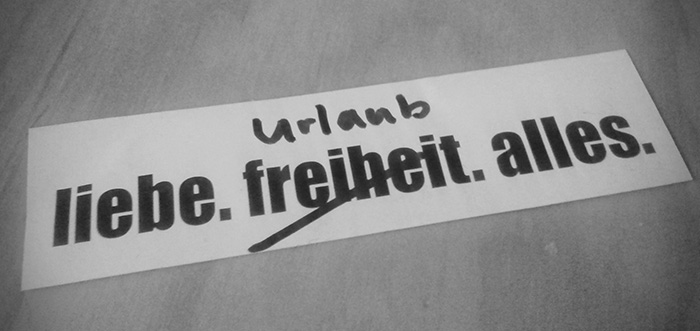 Urlaub
liebe. freiheit. alles.